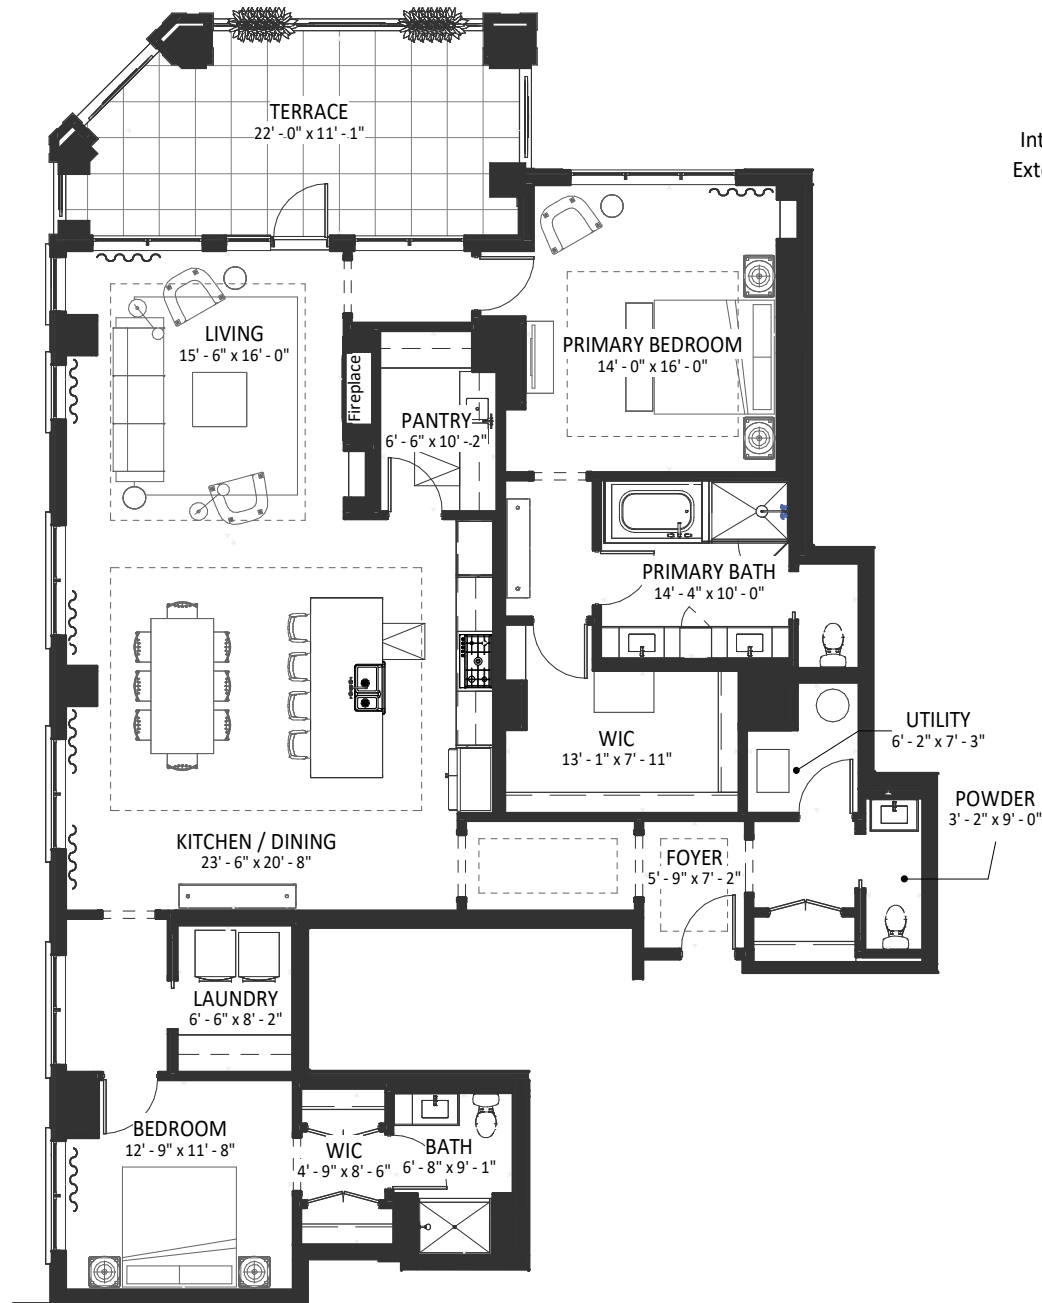 TERRACE
22' - 0" x 11' - 1"
Int
Exte
LIVING
15' - 6" x 16' - 0"
Fireplace
PRIMARY BEDROOM
14' - 0" x 16' - 0"
PANTRY
6' - 6" x 10' - 2"
PRIMARY BATH
14' - 4" x 10' - 0"
WIC
13' - 1" x 7' - 11"
UTILITY
6' - 2" x 7' - 3"
POWDER
3' - 2" x 9' - 0"
KITCHEN / DINING
23' - 6" x 20' - 8"
FOYER
5' - 9" x 7' - 2"
LAUNDRY
6' - 6" x 8' - 2"
BEDROOM
12' - 9" x 11' - 8"
WIC
4' - 9" x 8' - 6"
BATH
6' - 8" x 9' - 1"